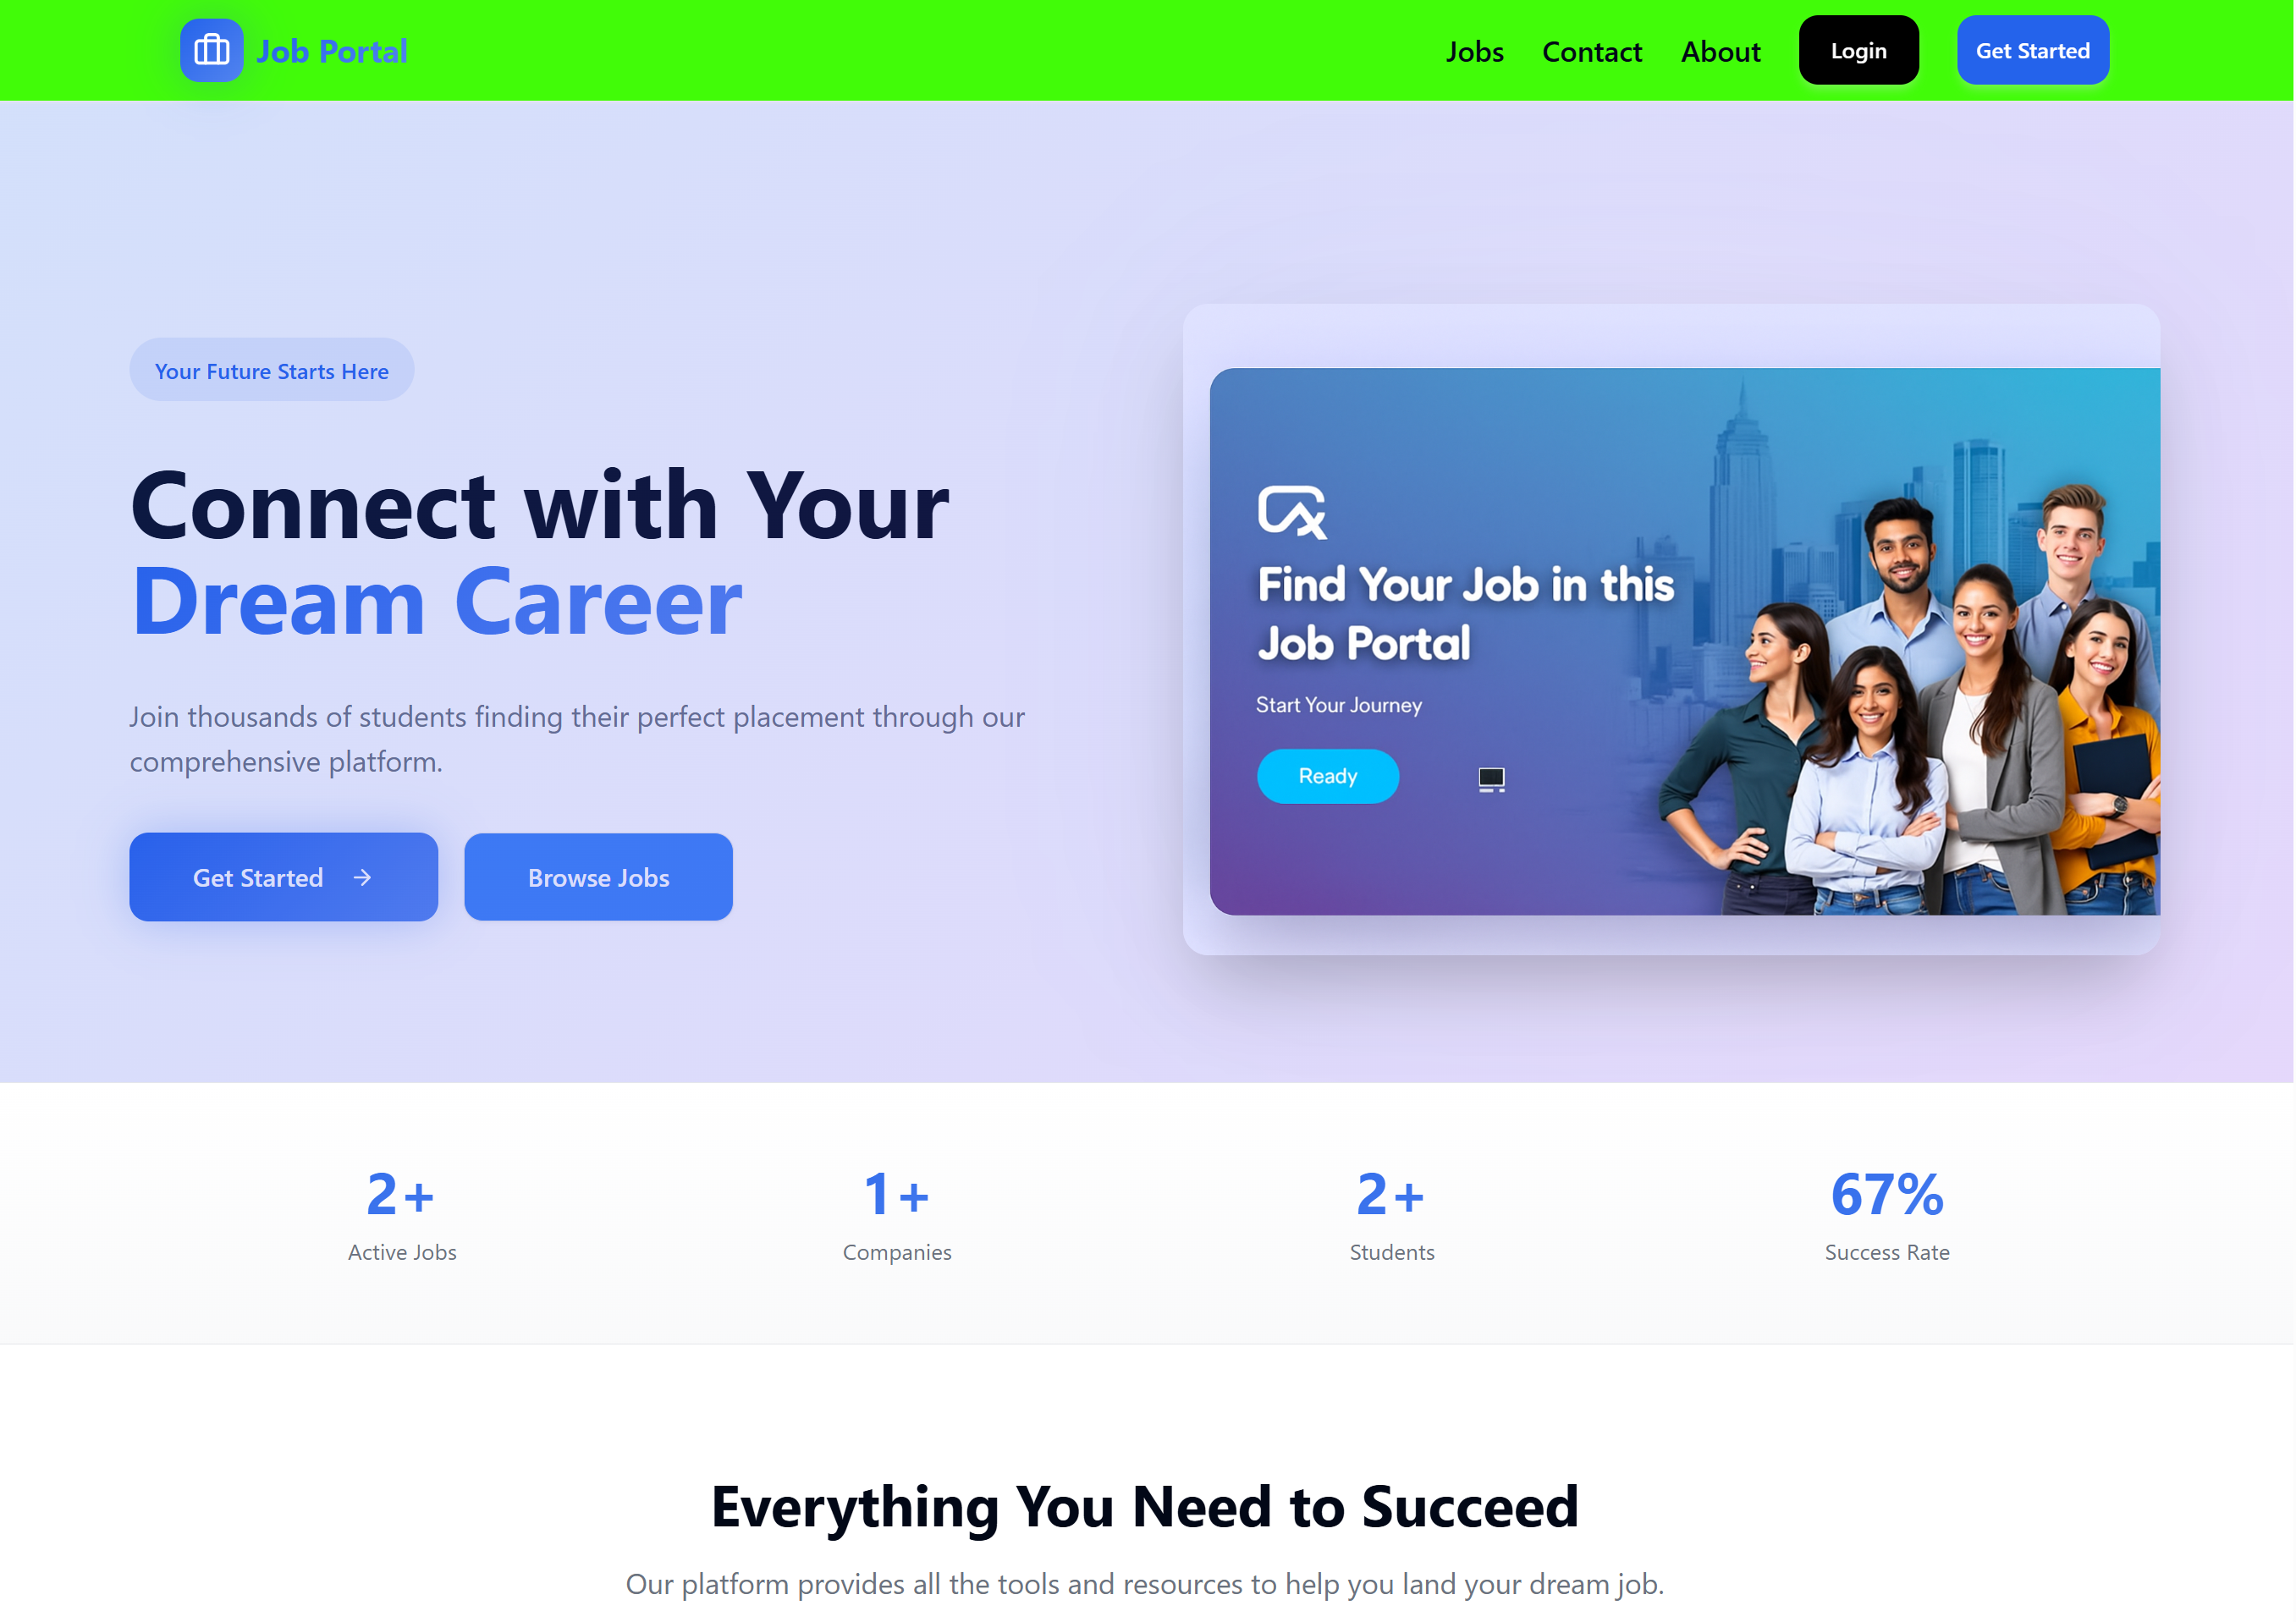 Job Portal
Jobs
Contact
About
Login
Get Started
Your Future Starts Here
Connect with Your
Dream Career
Join thousands of students finding their perfect placement through our
comprehensive platform.
Get Started →
Browse Jobs
Find Your Job in this
Job Portal
Start Your Journey
Ready
2+
Active Jobs
1+
Companies
2+
Students
67%
Success Rate
Everything You Need to Succeed
Our platform provides all the tools and resources to help you land your dream job.